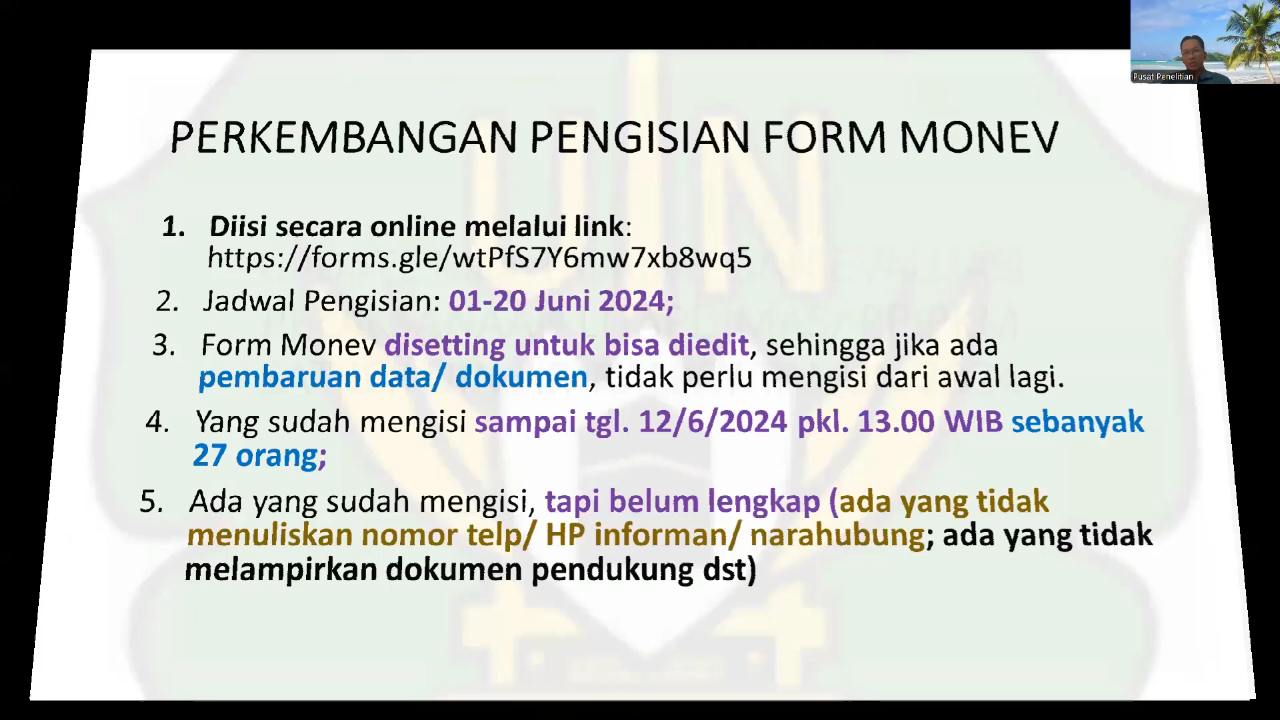 Pusat Penelitian
PERKEMBANGAN PENGISIAN FORM MONEV
1. Diisi secara online melalui link:
https://forms.gle/wtPfS7Y6mw7xb8wq5
2. Jadwal Pengisian: 01-20 Juni 2024;
3. Form Monev disetting untuk bisa diedit, sehingga jika ada
pembaruan data/ dokumen, tidak perlu mengisi dari awal lagi.
4. Yang sudah mengisi sampai tgl. 12/6/2024 pkl. 13.00 WIB sebanyak
27 orang;
5. Ada yang sudah mengisi, tapi belum lengkap (ada yang tidak
menuliskan nomor telp/ HP informan/ narahubung; ada yang tidak
melampirkan dokumen pendukung dst)
UIN